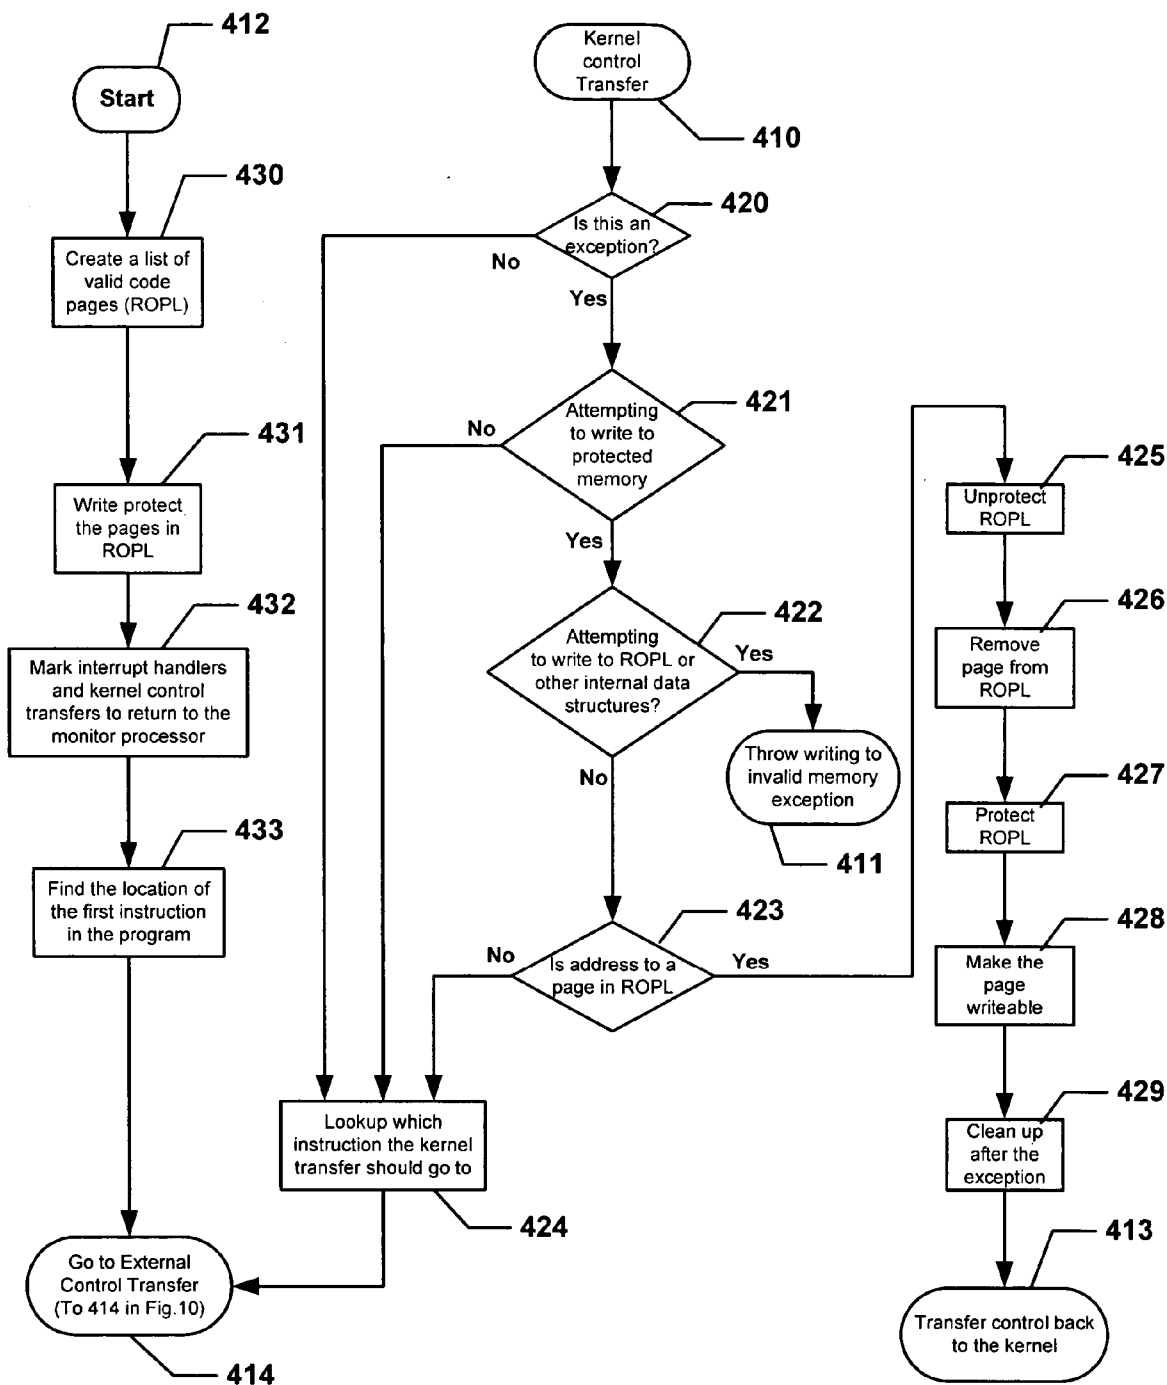 412
Start
430
Create a list of
valid code
pages (ROPL)
431
Write protect
the pages in
ROPL
432
Mark interrupt handlers
and kernel control
transfers to return to the
monitor processor
433
Find the location of
the first instruction
in the program
Go to External
Control Transfer
(To 414 in Fig.10)
414
Kernel
control
Transfer
410
420
Is this an
exception?
No
Yes
421
Attempting
to write to
protected
memory
No
Yes
422
Attempting
to write to ROPL or
other internal data
structures?
Yes
No
Throw writing to
invalid memory
exception
411
423
Is address to a
page in ROPL
No
Yes
Lookup which
instruction the kernel
transfer should go to
424
425
Unprotect
ROPL
426
Remove
page from
ROPL
427
Protect
ROPL
428
Make the
page
writeable
429
Clean up
after the
exception
413
Transfer control back
to the kernel